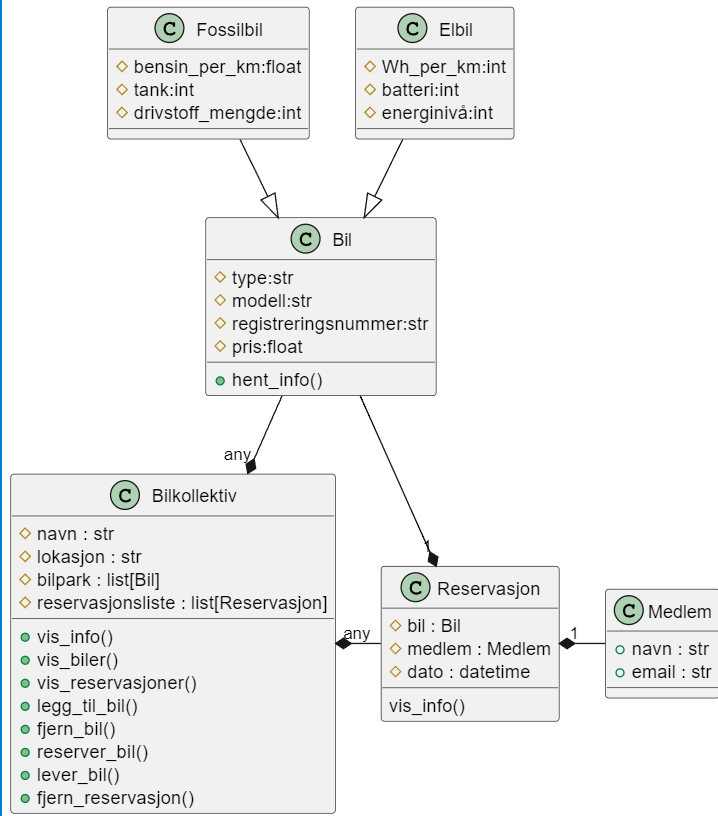 C Fossilbil
bensin_per_km:float
tank:int
drivstoff_mengde:int
C Elbil
Wh_per_km:int
batteri:int
energinivå:int
C Bil
type:str
modell:str
registreringsnummer:str
pris:float
hent_info()
any
1
C Bilkollektiv
navn : str
lokasjon : str
bilpark : list[Bil]
reservasjonsliste : list[Reservasjon]
vis_info()
vis_biler()
vis_reservasjoner()
legg_til_bil()
fjern_bil()
reserver_bil()
lever_bil()
fjern_reservasjon()
any
C Reservasjon
bil : Bil
medlem : Medlem
dato : datetime
vis_info()
1
C Medlem
navn : str
email : str